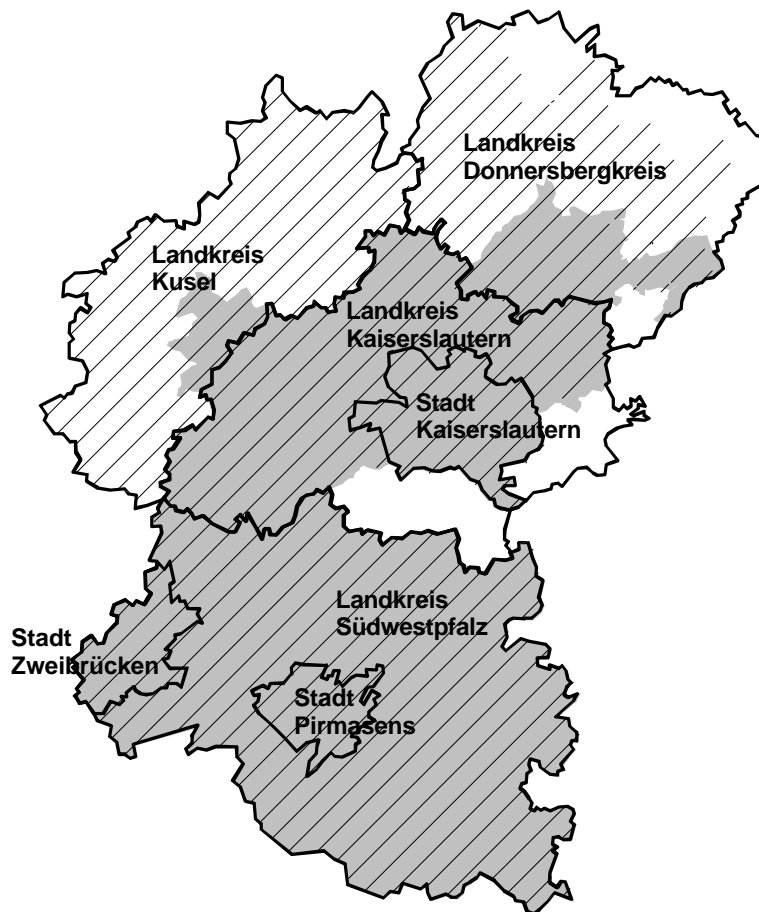 Landkreis
Donnersbergkreis
Landkreis
Kusel
Landkreis
Kaiserslautern
Stadt
Kaiserslautern
Landkreis
Südwestpfalz
Stadt
Zweibrücken
Stadt
Pirmasens